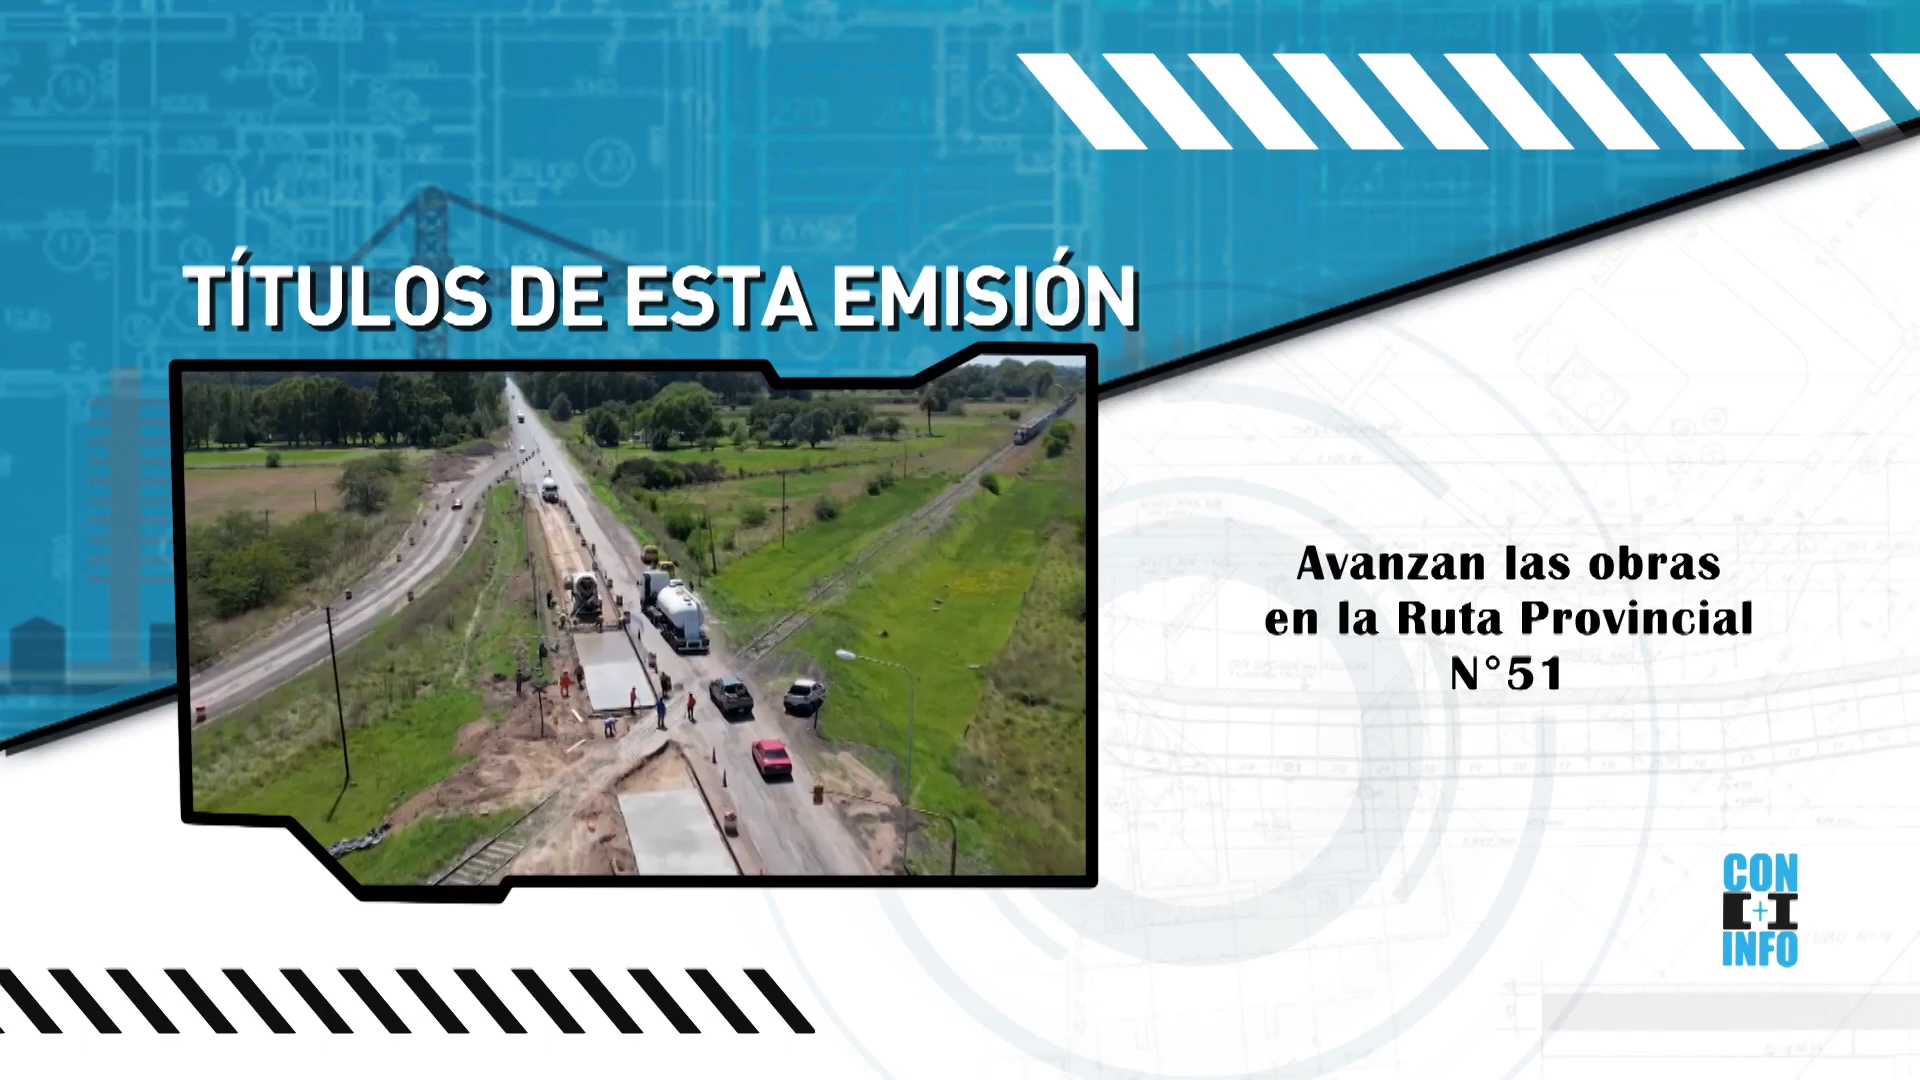 TÍTULOS DE ESTA EMISIÓN
Avanzan las obras
en la Ruta Provincial
N°51
CON
INFO